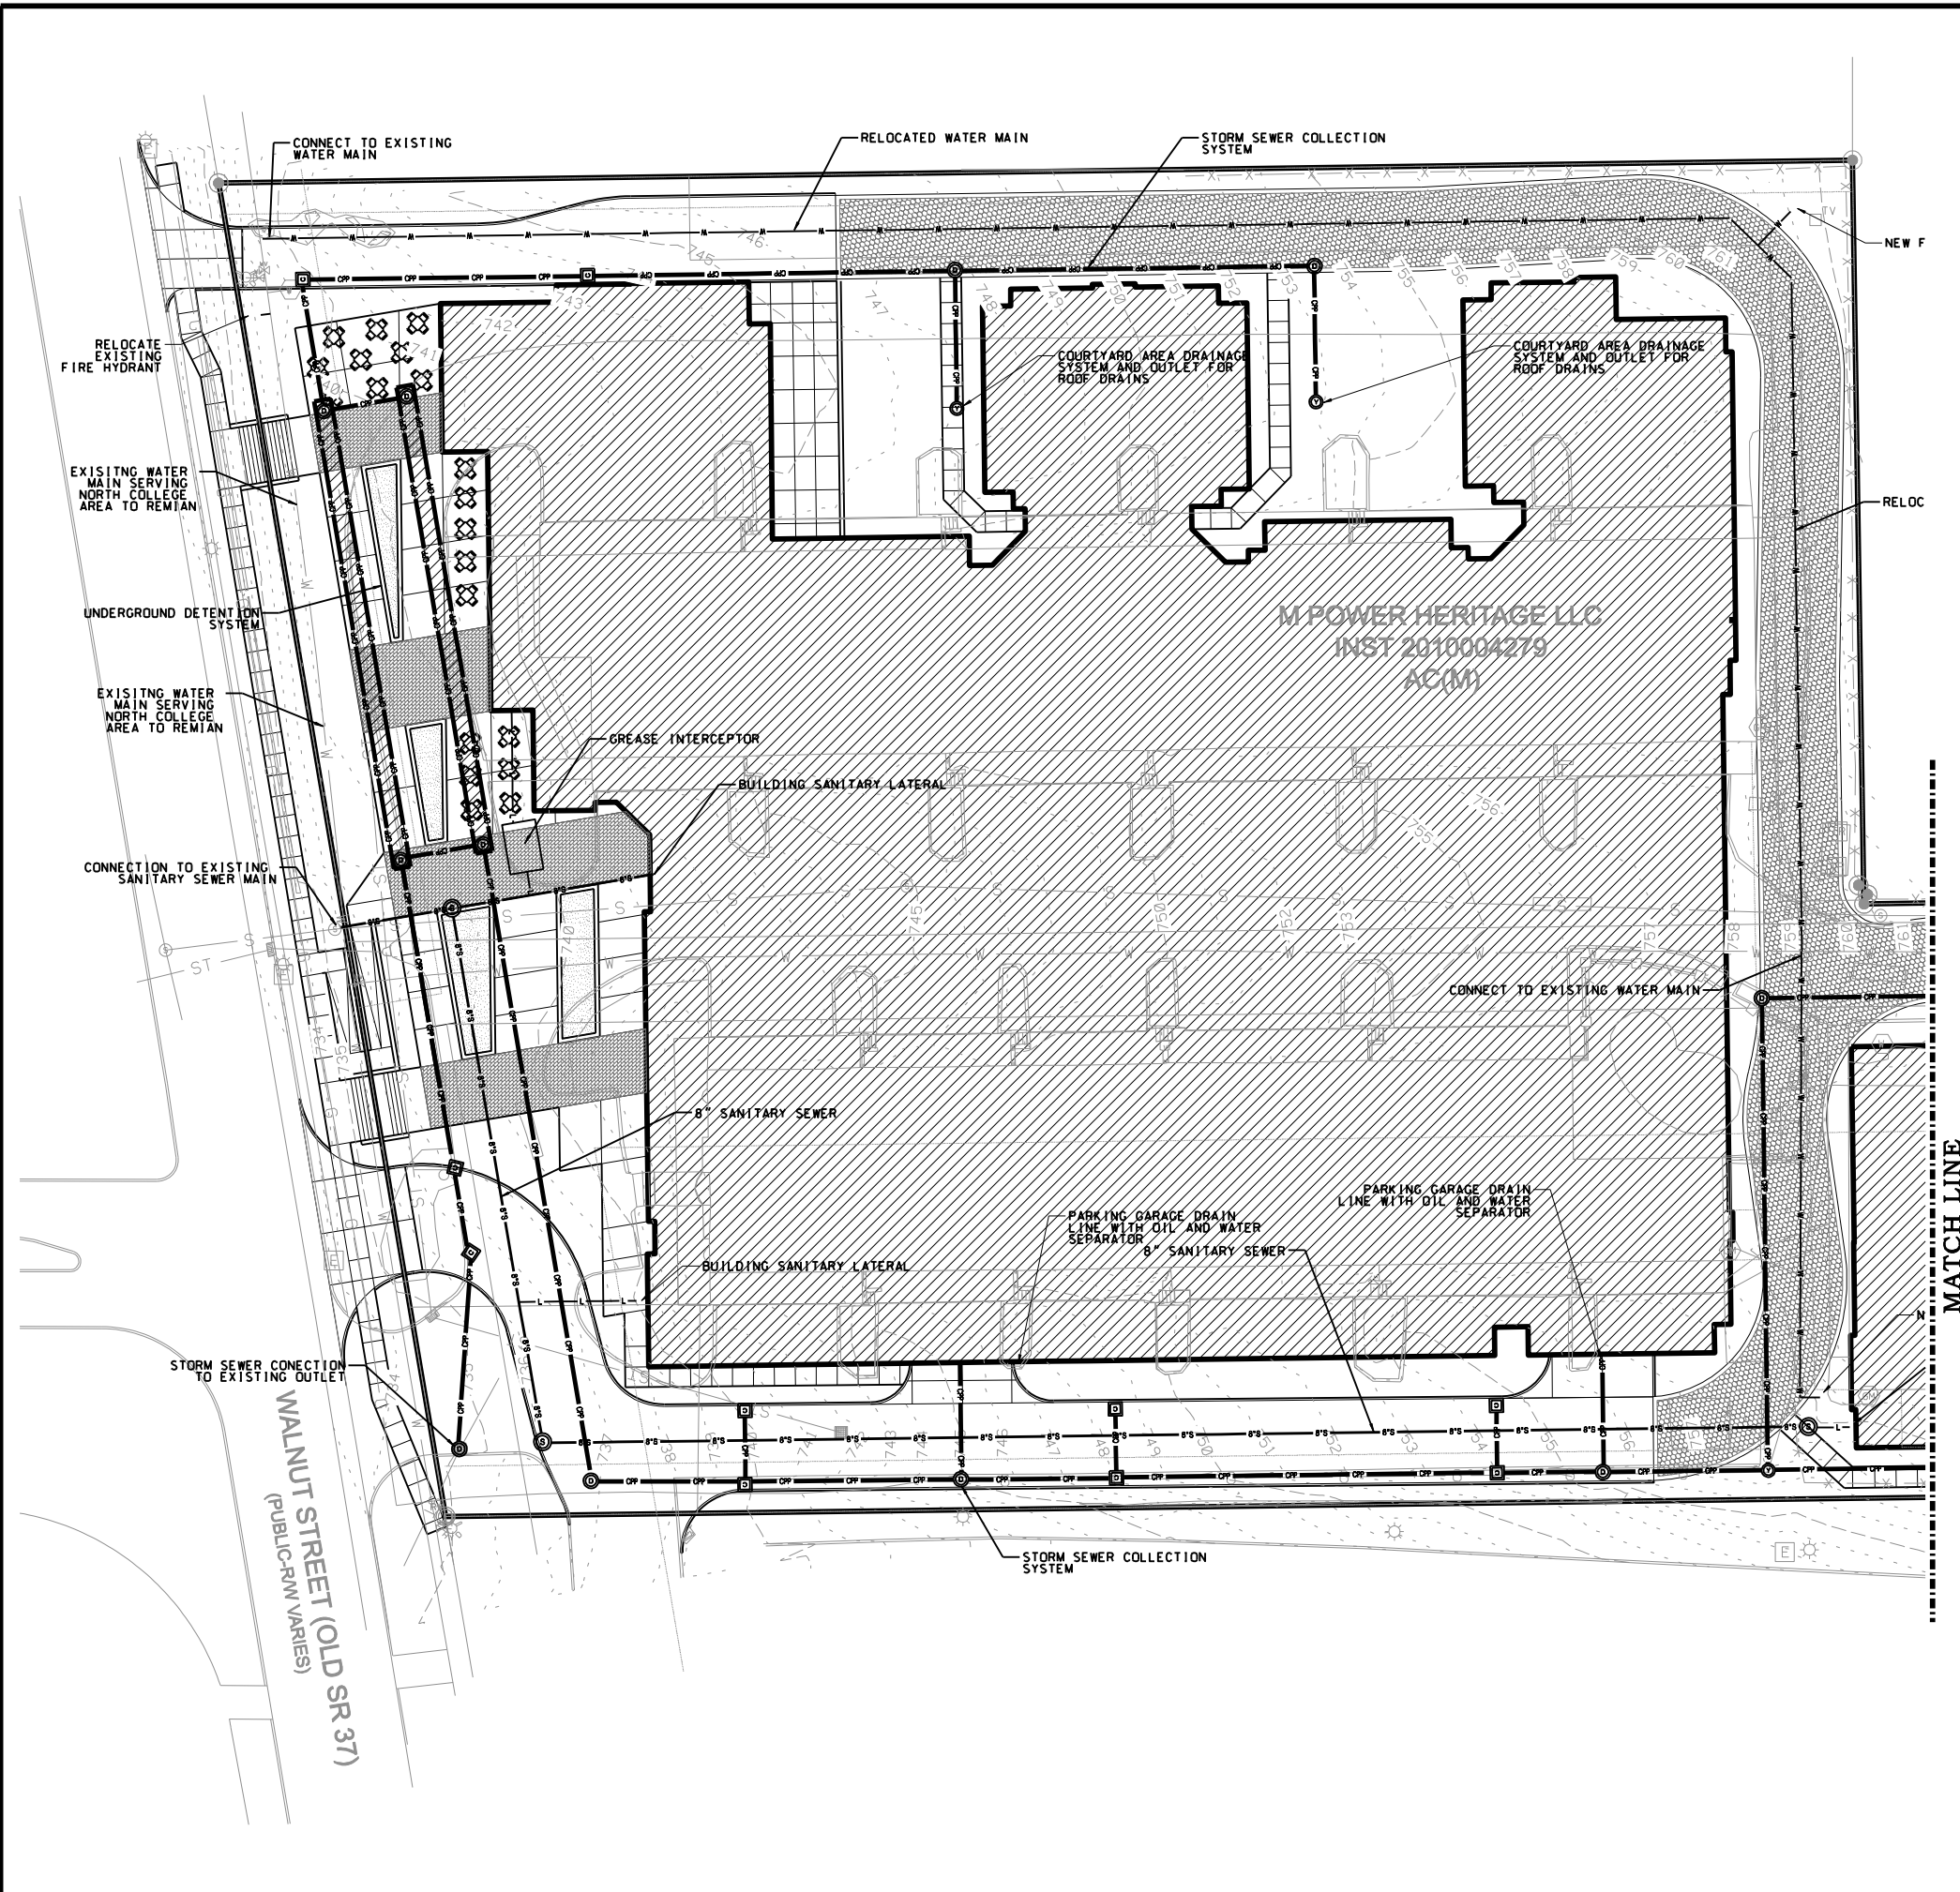 CONNECT TO EXISTING
WATER MAIN
RELOCATED WATER MAIN
STORM SEWER COLLECTION
SYSTEM
NEW F
RELOCATE
EXISTING
FIRE HYDRANT
COURTYARD AREA DRAINAGE
SYSTEM AND OUTLET FOR
ROOF DRAINS
COURTYARD AREA DRAINAGE
SYSTEM AND OUTLET FOR
ROOF DRAINS
EXISITNG WATER
MAIN SERVING
NORTH COLLEGE
AREA TO REMIAN
RELOC
UNDERGROUND DETENTION
SYSTEM
M POWER HERITAGE LLC
INST 2010004279
AC(M)
EXISITNG WATER
MAIN SERVING
NORTH COLLEGE
AREA TO REMIAN
GREASE INTERCEPTOR
BUILDING SANITARY LATERAL
CONNECTION TO EXISTING
SANITARY SEWER MAIN
CONNECT TO EXISTING WATER MAIN
8" SANITARY SEWER
PARKING GARAGE DRAIN
LINE WITH OIL AND WATER
SEPARATOR
PARKING GARAGE DRAIN
LINE WITH OIL AND WATER
SEPARATOR
8" SANITARY SEWER
BUILDING SANITARY LATERAL
MATCH LINE
N
STORM SEWER CONECTION
TO EXISTING OUTLET
STORM SEWER COLLECTION
SYSTEM
WALNUT STREET (OLD SR 37)
(PUBLIC-R/W VARIES)